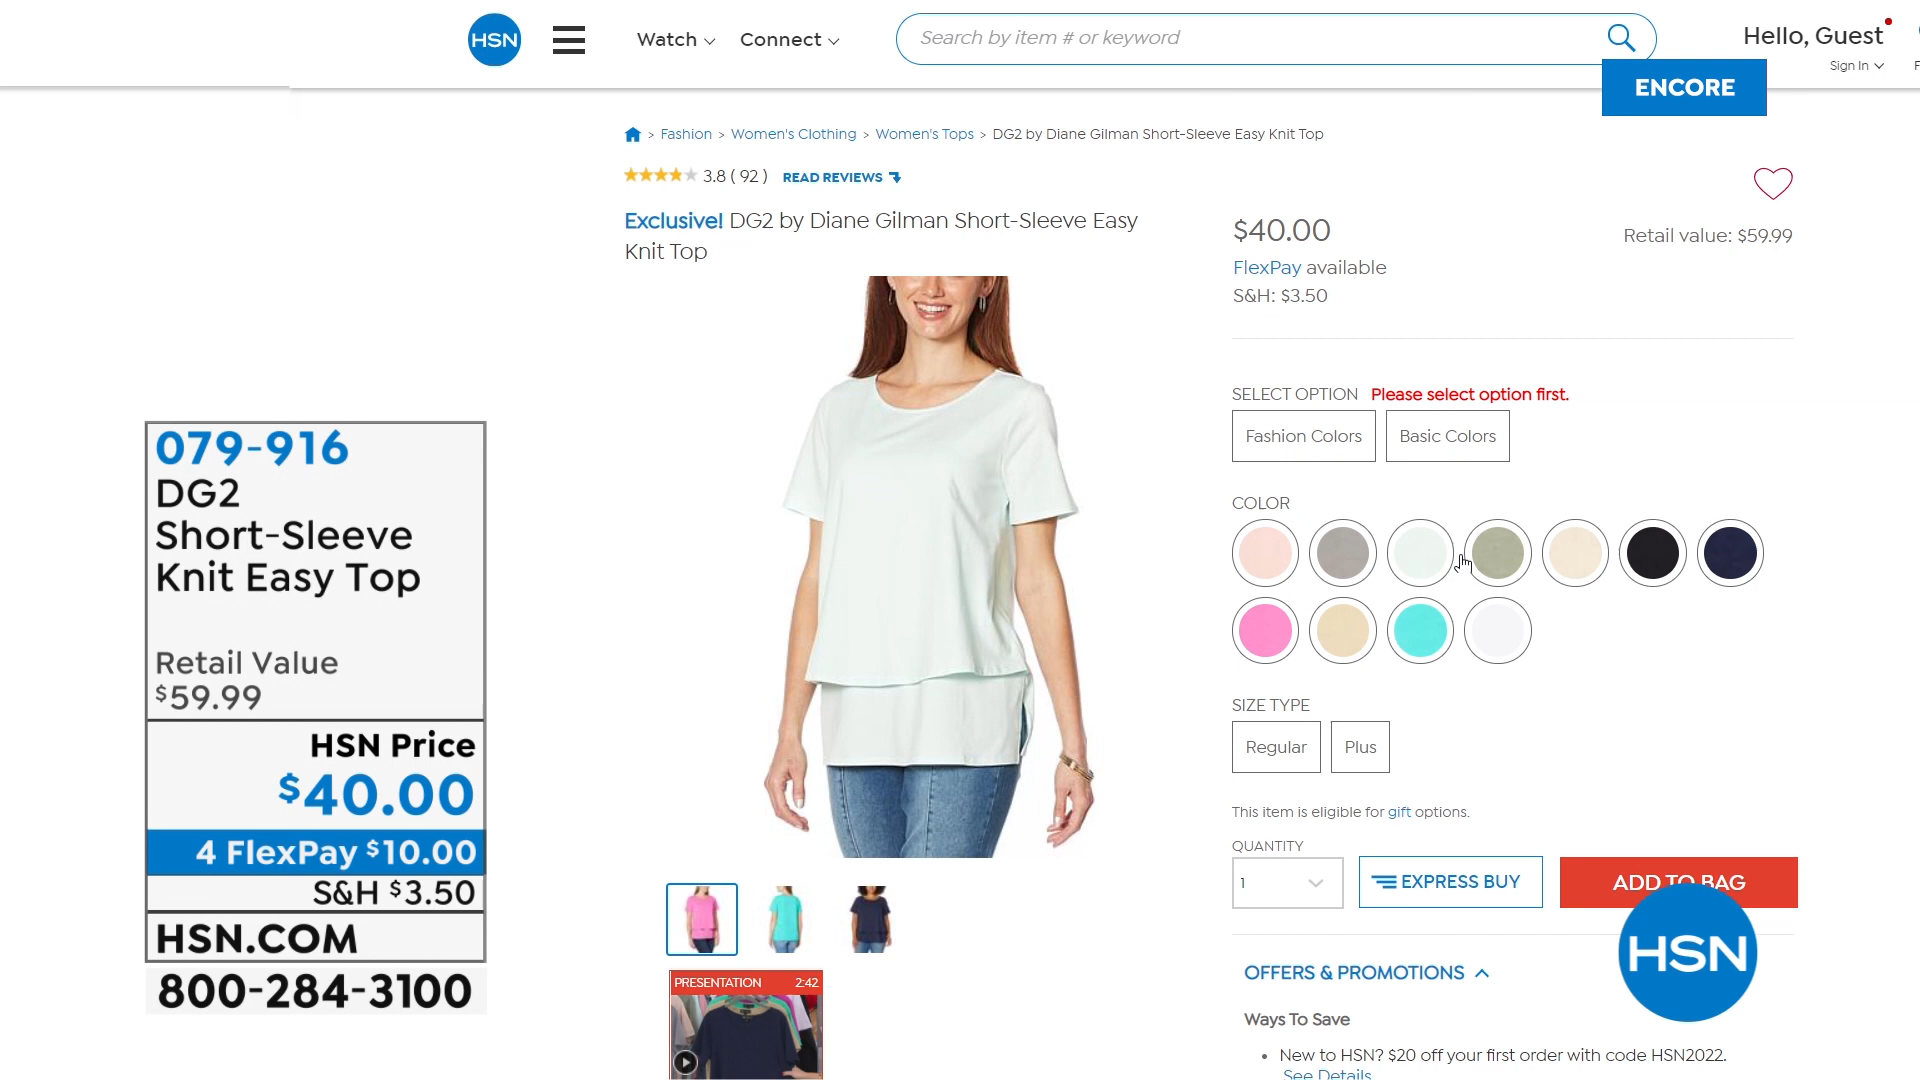 HSN
Watch
Connect
Search by item # or keyword
Hello, Guest
Sign In
F
ENCORE
> Fashion > Women's Clothing > Women's Tops > DG2 by Diane Gilman Short-Sleeve Easy Knit Top
3.8 ( 92 ) READ REVIEWS
Exclusive! DG2 by Diane Gilman Short-Sleeve Easy
Knit Top
$40.00
Retail value: $59.99
FlexPay available
S&H: $3.50
SELECT OPTION Please select option first.
Fashion Colors
Basic Colors
COLOR
SIZE TYPE
Regular
Plus
This item is eligible for gift options.
QUANTITY
1
EXPRESS BUY
ADD TO BAG
OFFERS & PROMOTIONS
Ways To Save
• New to HSN? $20 off your first order with code HSN2022.
See Details
HSN
PRESENTATION 2:42
079-916
DG2
Short-Sleeve
Knit Easy Top
Retail Value
$59.99
HSN Price
$40.00
4 FlexPay $10.00
S&H $3.50
HSN.COM
800-284-3100